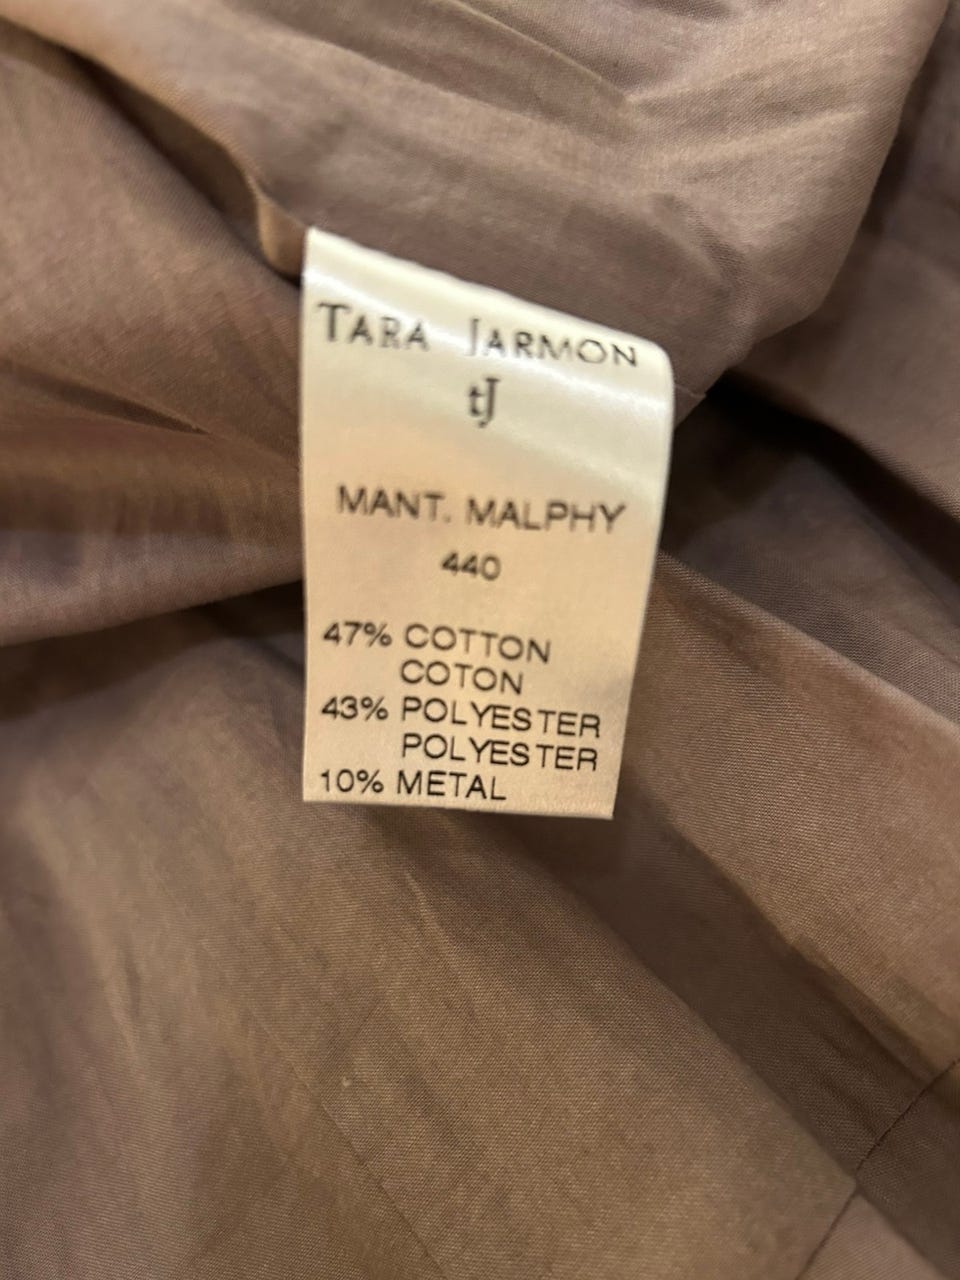 TARA JARMON
tJ
MANT. MALPHY
440
47% COTTON
COTON
43% POLYESTER
POLYESTER
10% METAL